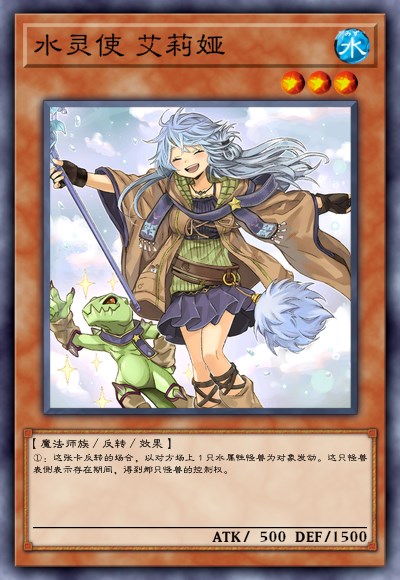 水灵使 艾莉娅
水
【魔法师族／反转／效果】
①：这张卡反转的场合，以对方场上１只水属性怪兽为对象发动。这只怪兽
表侧表示存在期间，得到那只怪兽的控制权。
ATK/ 500 DEF/1500